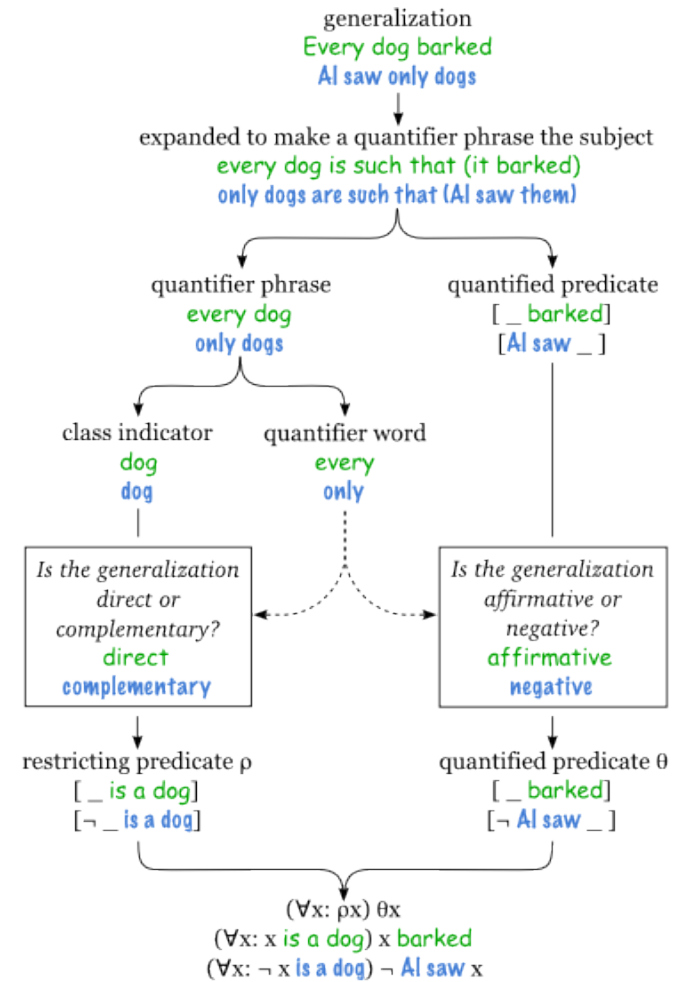 generalization
Every dog barked
Al saw only dogs
expanded to make a quantifier phrase the subject
every dog is such that (it barked)
only dogs are such that (Al saw them)
quantifier phrase
every dog
only dogs
quantified predicate
[ _ barked]
[Al saw _ ]
class indicator
dog
dog
quantifier word
every
only
Is the generalization
direct or
complementary?
direct
complementary
Is the generalization
affirmative or
negative?
affirmative
negative
restricting predicate ρ
[ _ is a dog]
[¬ _ is a dog]
quantified predicate θ
[ _ barked]
[¬ Al saw _ ]
(∀x: ρx) θx
(∀x: x is a dog) x barked
(∀x: ¬ x is a dog) ¬ Al saw x